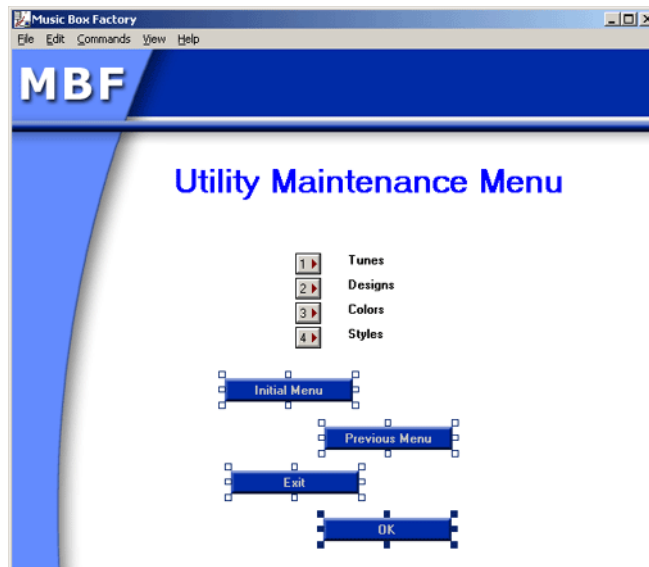 Music Box Factory
File Edit Commands View Help
MBF
Utility Maintenance Menu
1 Tunes
2 Designs
3 Colors
4 Styles
Initial Menu
Previous Menu
Exit
OK